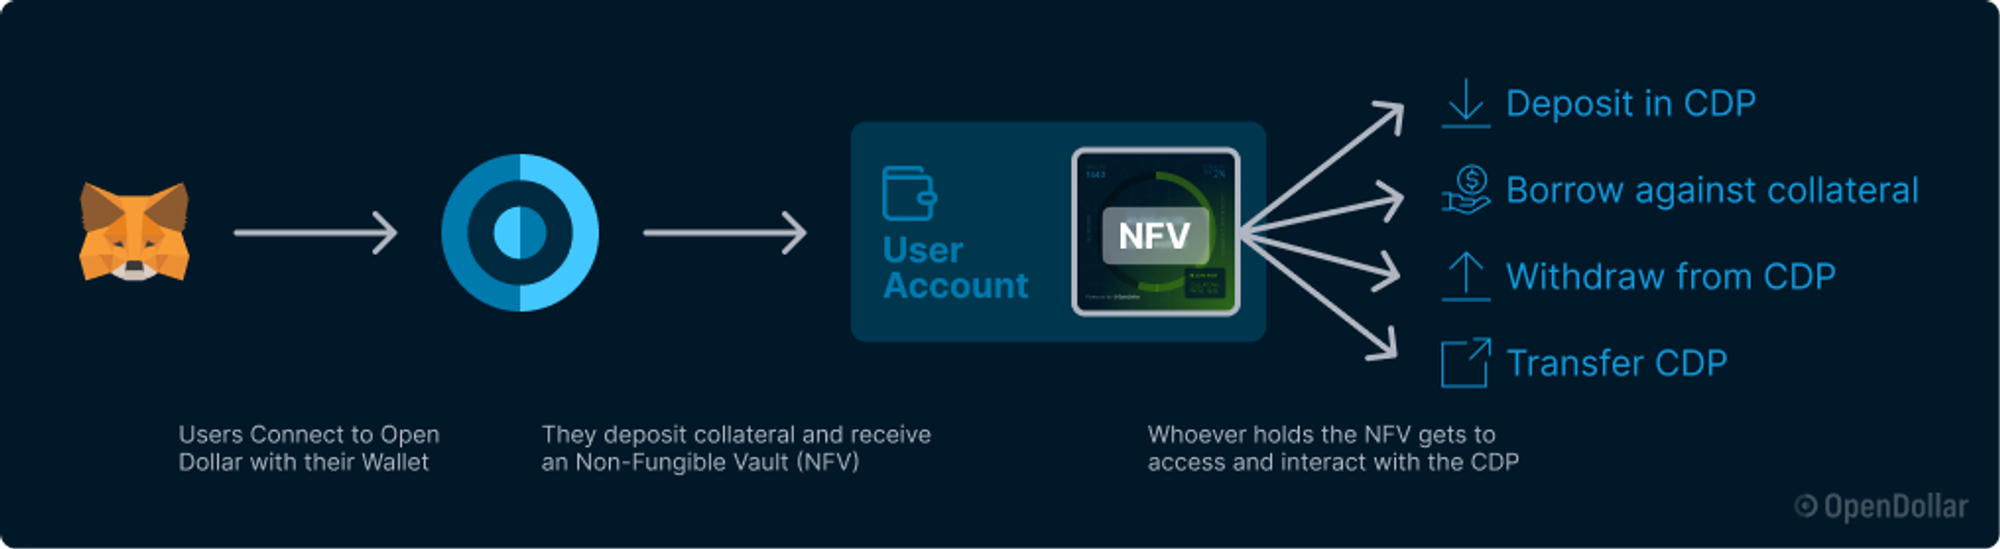 Deposit in CDP
Borrow against collateral
Withdraw from CDP
Transfer CDP
User
Account
NFV
Users Connect to Open
Dollar with their Wallet
They deposit collateral and receive
an Non-Fungible Vault (NFV)
Whoever holds the NFV gets to
access and interact with the CDP
OpenDollar